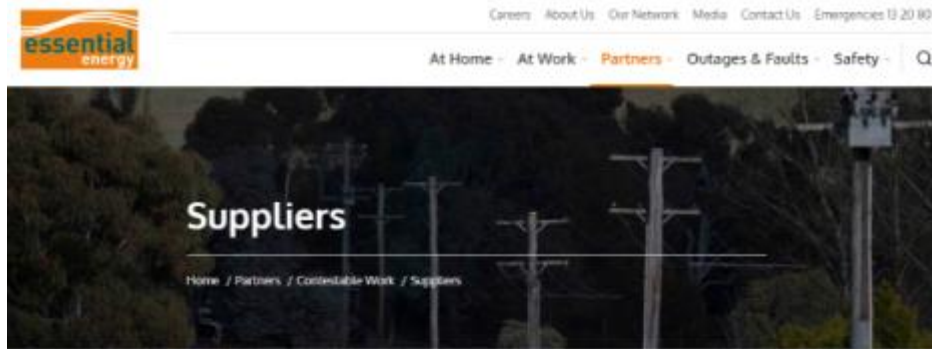 Careers About Us Our Network Media Contact Us Emergencies 13 20 80
essential
energy
At Home At Work Partners Outages & Faults Safety
Suppliers
Home / Partners / Contestable Work / Suppliers